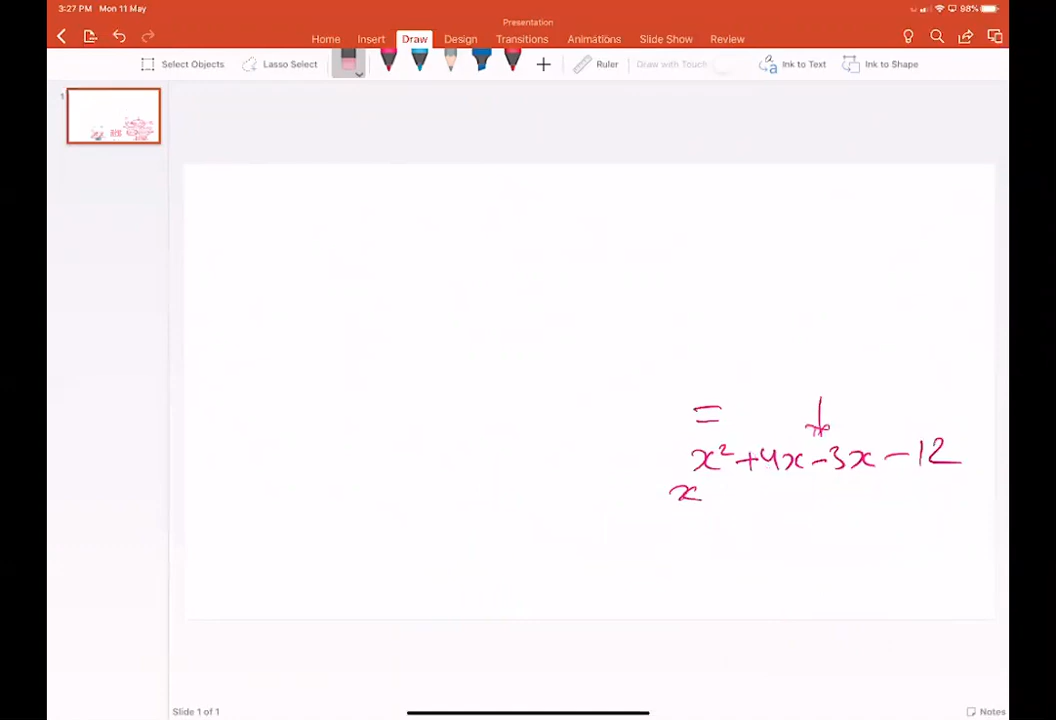 3:27 PM Mon 11 May
98%
Presentation
Home Insert Draw Design Transitions Animations Slide Show Review
Select Objects Lasso Select Ruler Draw with Touch Ink to Text Ink to Shape
1
=
x² + 4x - 3x - 12
x
Slide 1 of 1
Notes